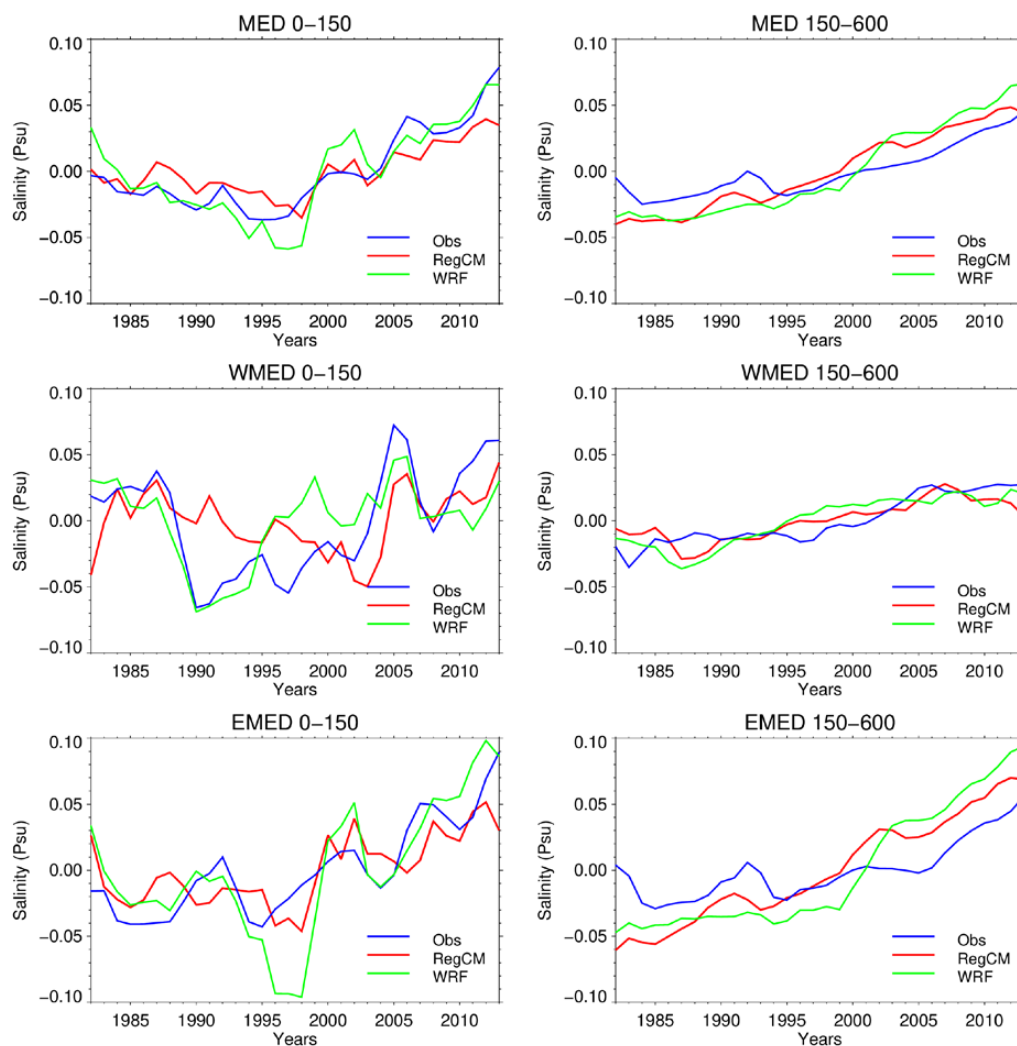 MED 0−150
0.10
0.05
0.00
−0.05
−0.10
Salinity (Psu)
Obs
RegCM
WRF
1985 1990 1995 2000 2005 2010
Years
MED 150−600
0.10
0.05
0.00
−0.05
−0.10
Salinity (Psu)
Obs
RegCM
WRF
1985 1990 1995 2000 2005 2010
Years
WMED 0−150
0.10
0.05
0.00
−0.05
−0.10
Salinity (Psu)
Obs
RegCM
WRF
1985 1990 1995 2000 2005 2010
Years
WMED 150−600
0.10
0.05
0.00
−0.05
−0.10
Salinity (Psu)
Obs
RegCM
WRF
1985 1990 1995 2000 2005 2010
Years
EMED 0−150
0.10
0.05
0.00
−0.05
−0.10
Salinity (Psu)
Obs
RegCM
WRF
1985 1990 1995 2000 2005 2010
Years
EMED 150−600
0.10
0.05
0.00
−0.05
−0.10
Salinity (Psu)
Obs
RegCM
WRF
1985 1990 1995 2000 2005 2010
Years